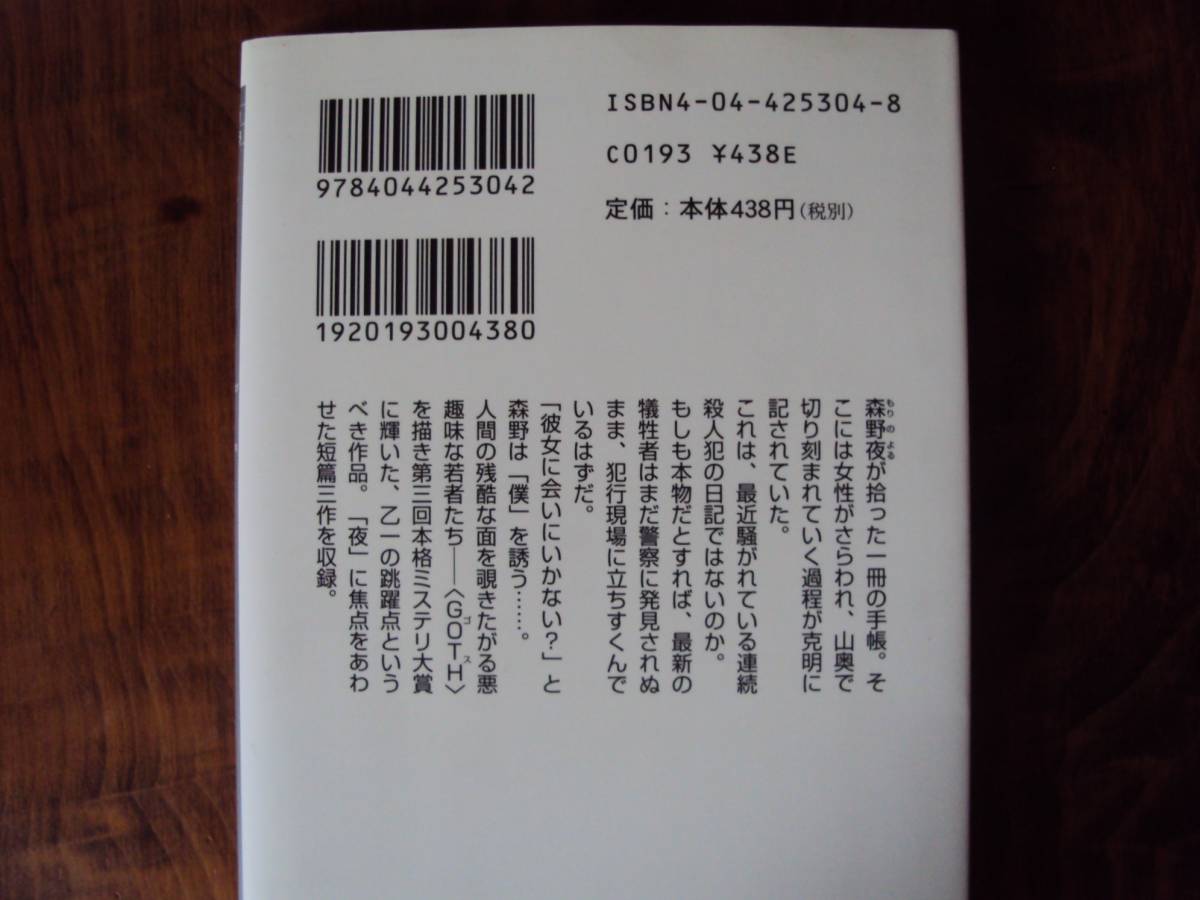 ISBN4-04-425304-8
C0193 ¥438E
定価：本体438円（税別）
9784044253042
1920193004380
森野夜が拾った一冊の手帳。そ
こには女性がさらわれ、山奥で
切り刻まれていく過程が克明に
記されていた。
これは、最近騒がれている連続
殺人犯の日記ではないのか。
もしも本物だとすれば、最新の
犠牲者はまだ警察に発見されぬ
まま、犯行現場に立ちすくんで
いるはずだ。
「彼女に会いにいかない？」と
森野は「僕」を誘う……。
人間の残酷な面を覗きたがる悪
趣味な若者たち――〈GOTH〉
を描き第三回本格ミステリ大賞
に輝いた、乙一の跳躍点という
べき作品。「夜」に焦点をあわ
せた短篇三作を収録。
もりのよる
ゴス